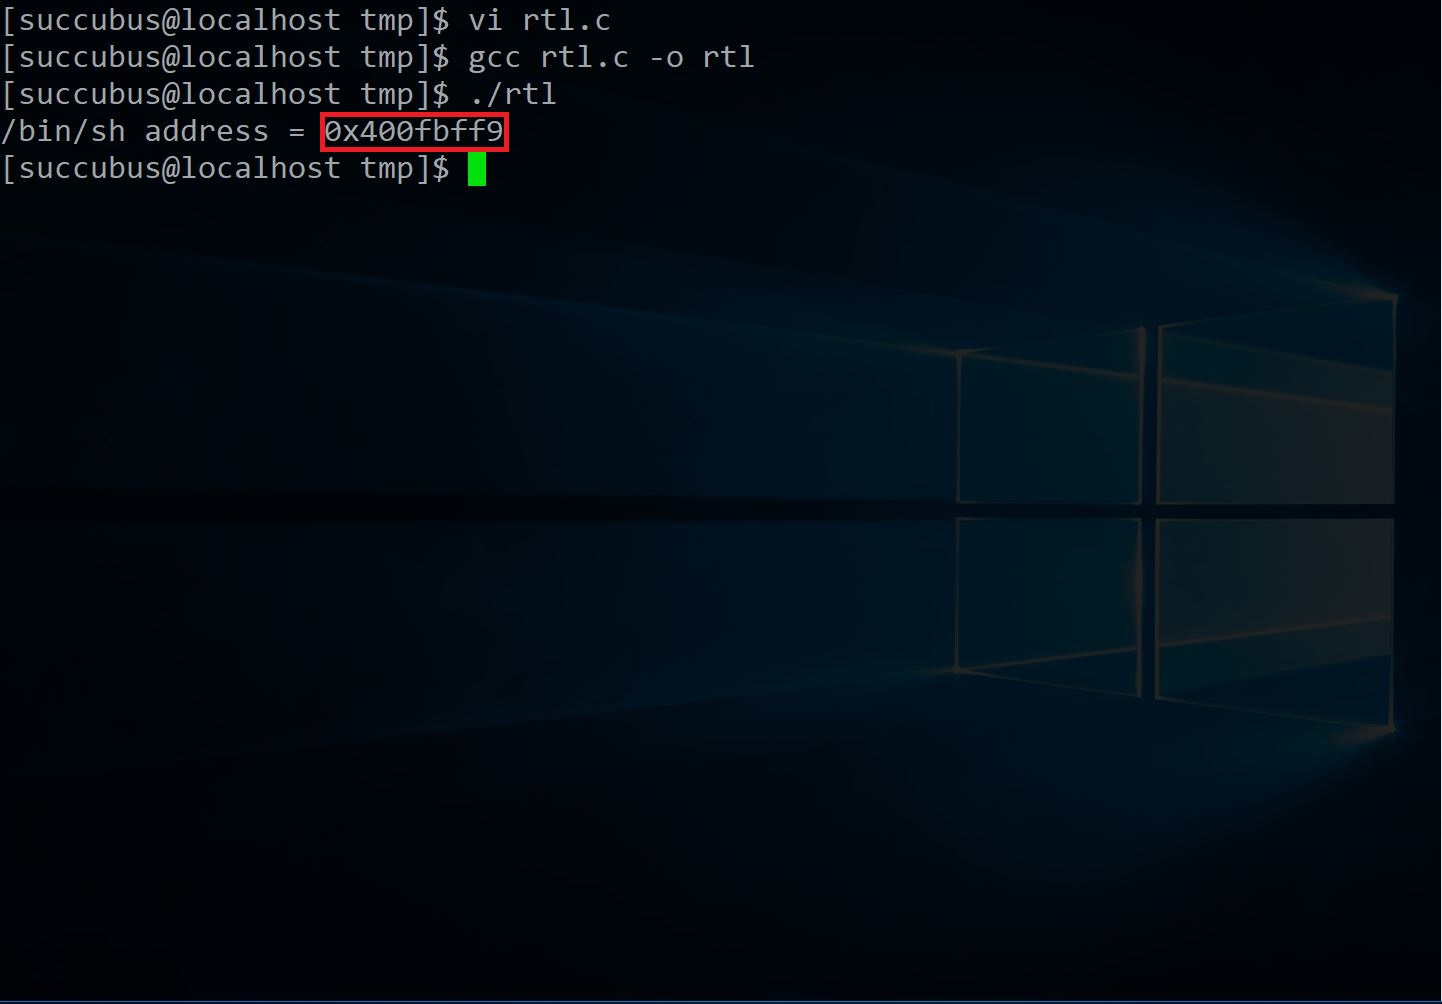 [succubus@localhost tmp]$ vi rtl.c
[succubus@localhost tmp]$ gcc rtl.c -o rtl
[succubus@localhost tmp]$ ./rtl
/bin/sh address = 0x400fbff9
[succubus@localhost tmp]$